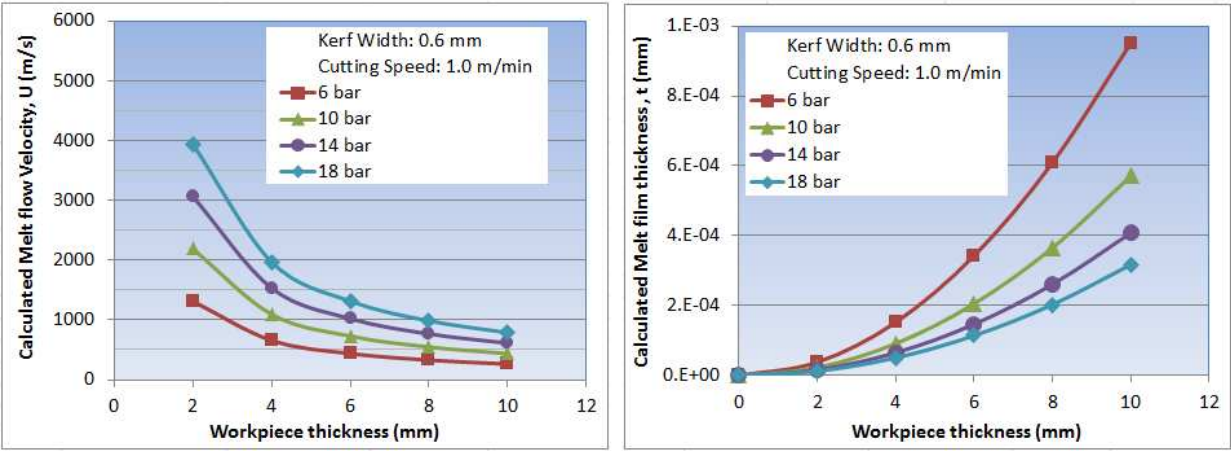 Calculated Melt flow Velocity, U (m/s)
6000
5000
4000
3000
2000
1000
0
Kerf Width: 0.6 mm
Cutting Speed: 1.0 m/min
6 bar
10 bar
14 bar
18 bar
0 2 4 6 8 10 12
Workpiece thickness (mm)
Calculated Melt film thickness, t (mm)
1.E-03
8.E-04
6.E-04
4.E-04
2.E-04
0.E+00
Kerf Width: 0.6 mm
Cutting Speed: 1.0 m/min
6 bar
10 bar
14 bar
18 bar
0 2 4 6 8 10 12
Workpiece thickness (mm)